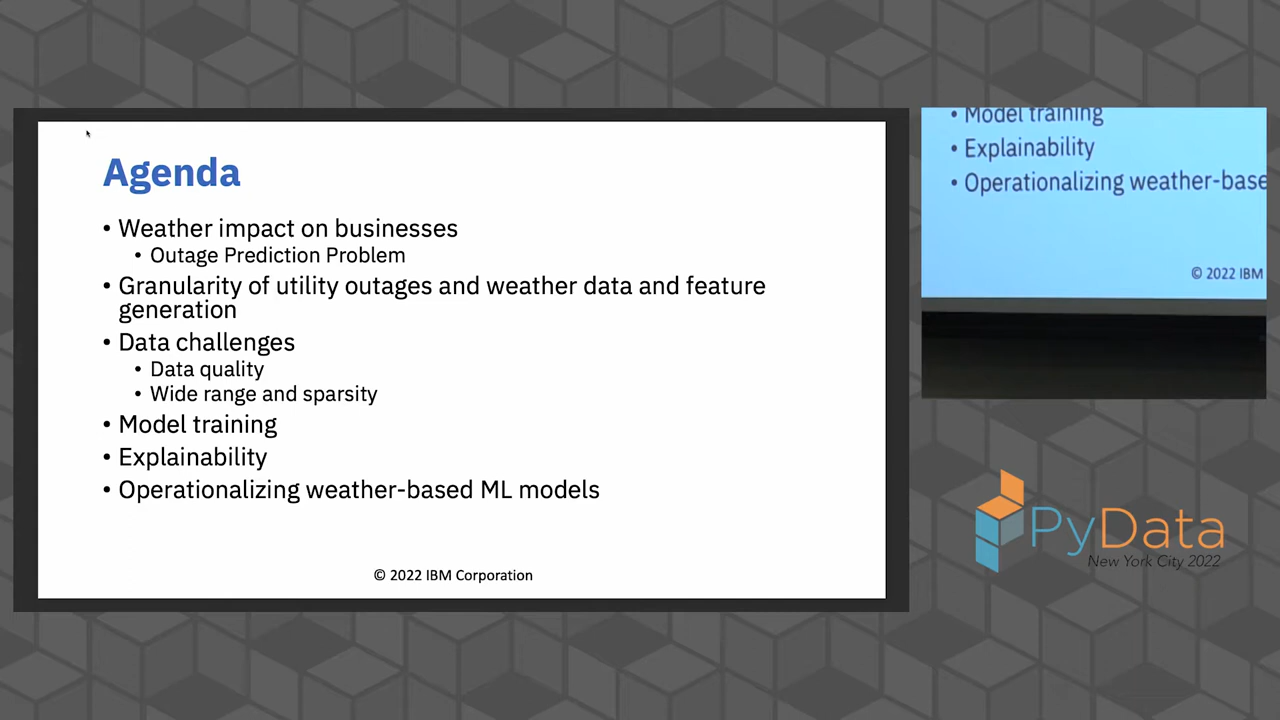 Agenda
• Weather impact on businesses
• Outage Prediction Problem
• Granularity of utility outages and weather data and feature
generation
• Data challenges
• Data quality
• Wide range and sparsity
• Model training
• Explainability
• Operationalizing weather-based ML models
© 2022 IBM Corporation
• Model training
• Explainability
• Operationalizing weather-base
© 2022 IBM
PyData
New York City 2022